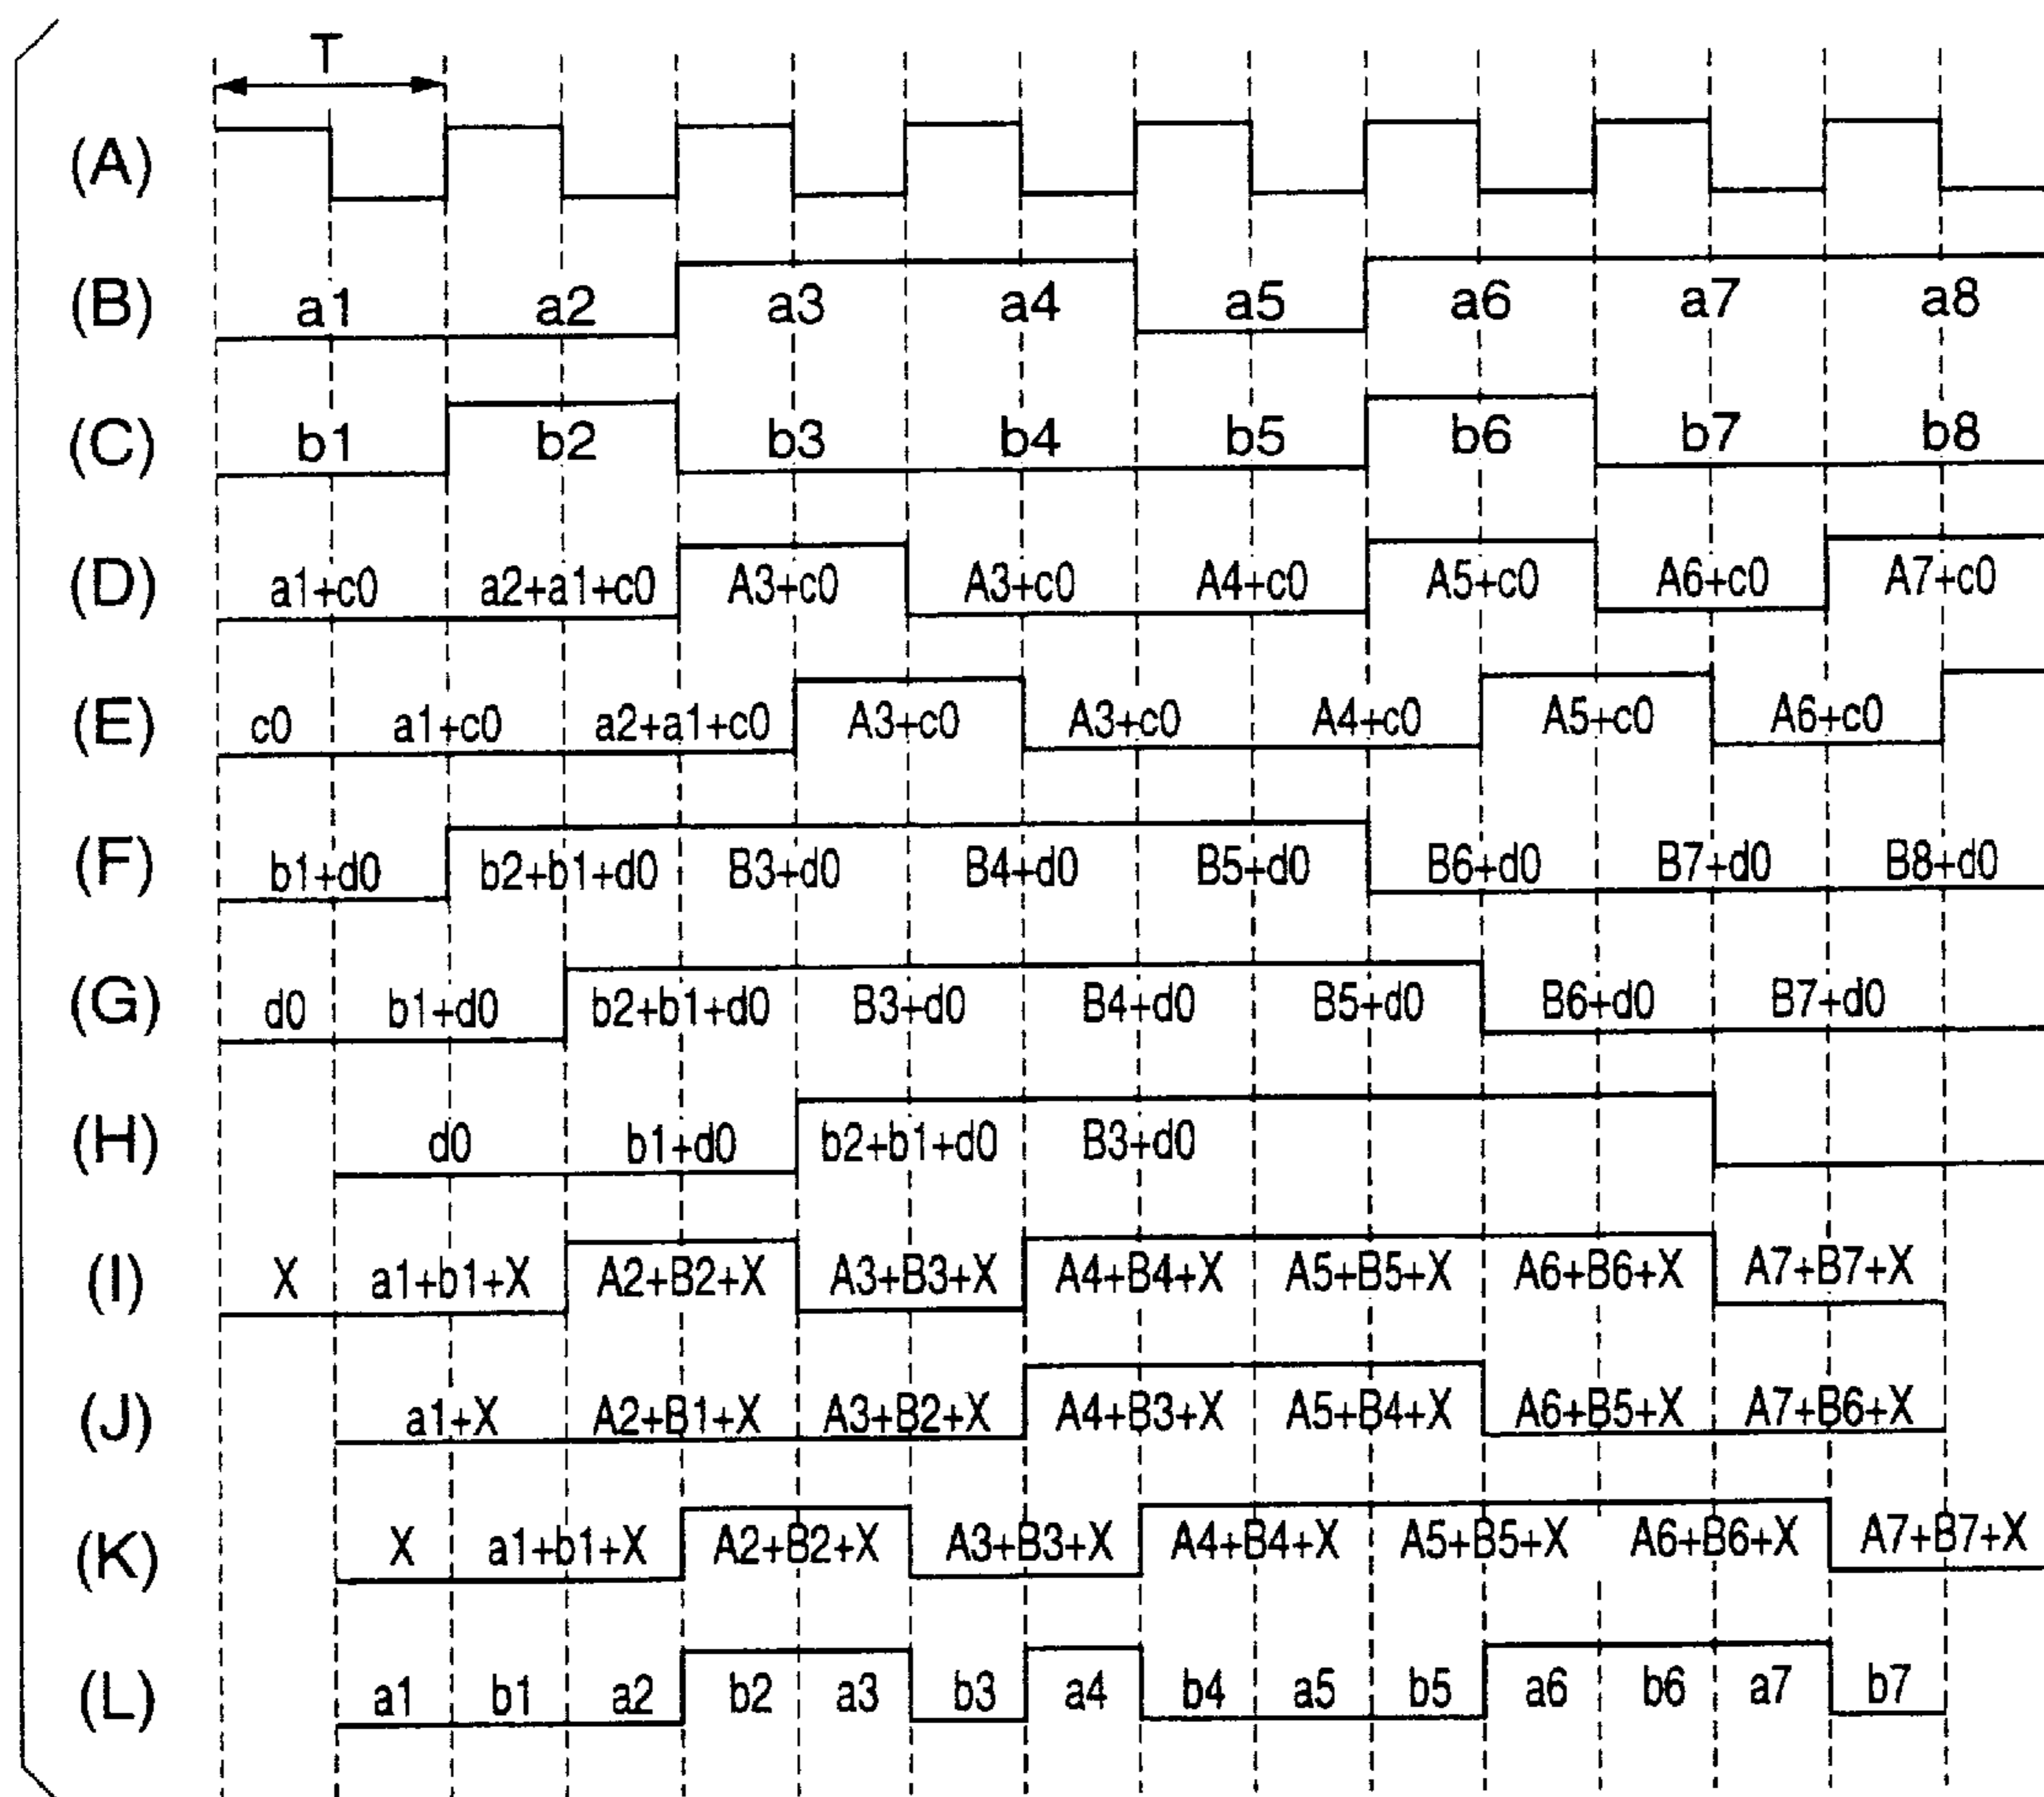 T
(A)
(B) a1 a2 a3 a4 a5 a6 a7 a8
(C) b1 b2 b3 b4 b5 b6 b7 b8
(D) a1+c0 a2+a1+c0 A3+c0 A3+c0 A4+c0 A5+c0 A6+c0 A7+c0
(E) c0 a1+c0 a2+a1+c0 A3+c0 A3+c0 A4+c0 A5+c0 A6+c0
(F) b1+d0 b2+b1+d0 B3+d0 B4+d0 B5+d0 B6+d0 B7+d0 B8+d0
(G) d0 b1+d0 b2+b1+d0 B3+d0 B4+d0 B5+d0 B6+d0 B7+d0
(H) d0 b1+d0 b2+b1+d0 B3+d0
(I) X a1+b1+X A2+B2+X A3+B3+X A4+B4+X A5+B5+X A6+B6+X A7+B7+X
(J) a1+X A2+B1+X A3+B2+X A4+B3+X A5+B4+X A6+B5+X A7+B6+X
(K) X a1+b1+X A2+B2+X A3+B3+X A4+B4+X A5+B5+X A6+B6+X A7+B7+X
(L) a1 b1 a2 b2 a3 b3 a4 b4 a5 b5 a6 b6 a7 b7